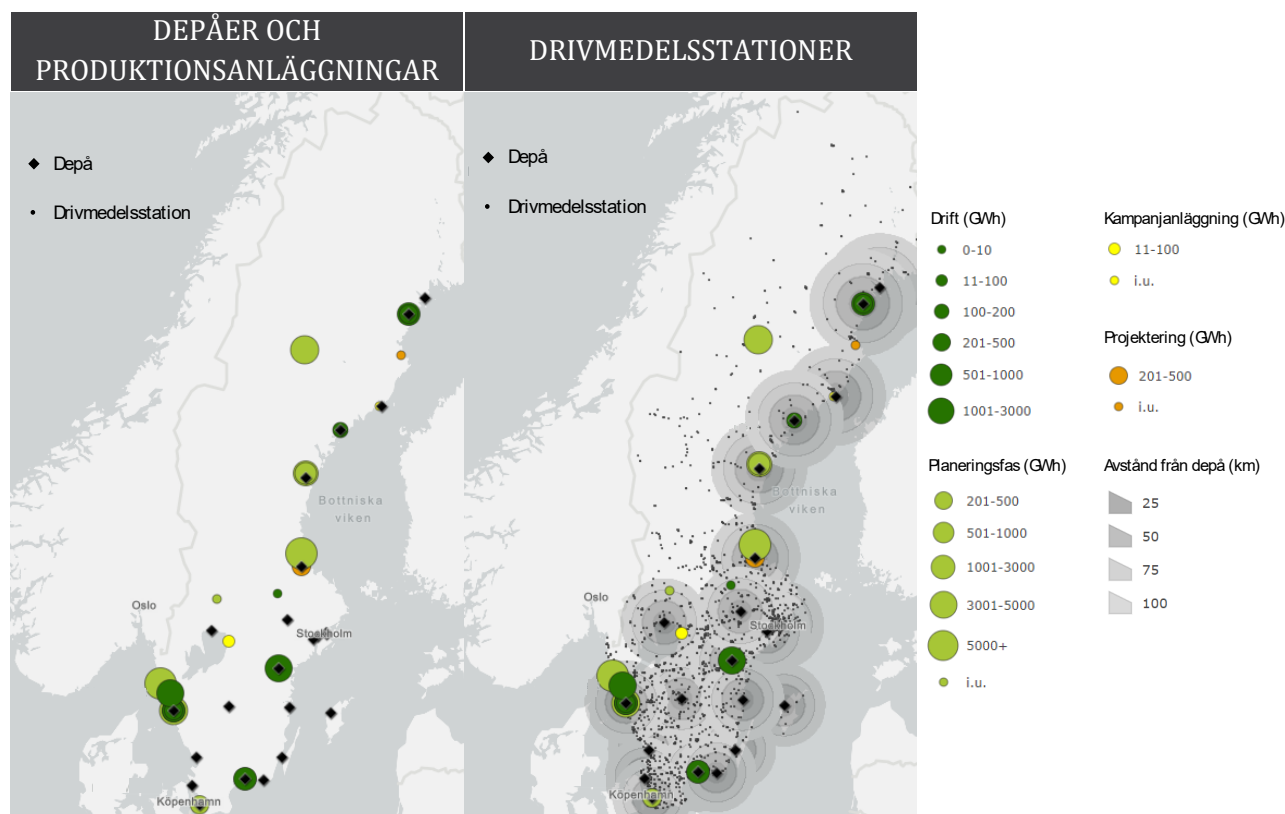 DEPÅER OCH
PRODUKTIONSANLÄGGNINGAR
DRIVMEDELSSTATIONER
Depå
Drivmedelsstation
Bottniska
viken
Oslo
Stockholm
Köpenhamn
Depå
Drivmedelsstation
Bottniska
viken
Oslo
Stockholm
Köpenhamn
Drift (GWh)
0-10
11-100
100-200
201-500
501-1000
1001-3000
Planeringsfas (GWh)
201-500
501-1000
1001-3000
3001-5000
5000+
i.u.
Kampanjanläggning (GWh)
11-100
i.u.
Projektering (GWh)
201-500
i.u.
Avstånd från depå (km)
25
50
75
100